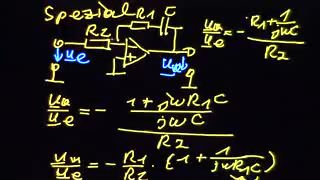 Spezial R1 C
R2
ue ua
ua/ue = - (R1 + 1/jωC)/R2
ua/ue = - ((1 + jωR1C)/jωC)/R2
ua/ue = - R1/R2 · (1 + 1/jωR1C)